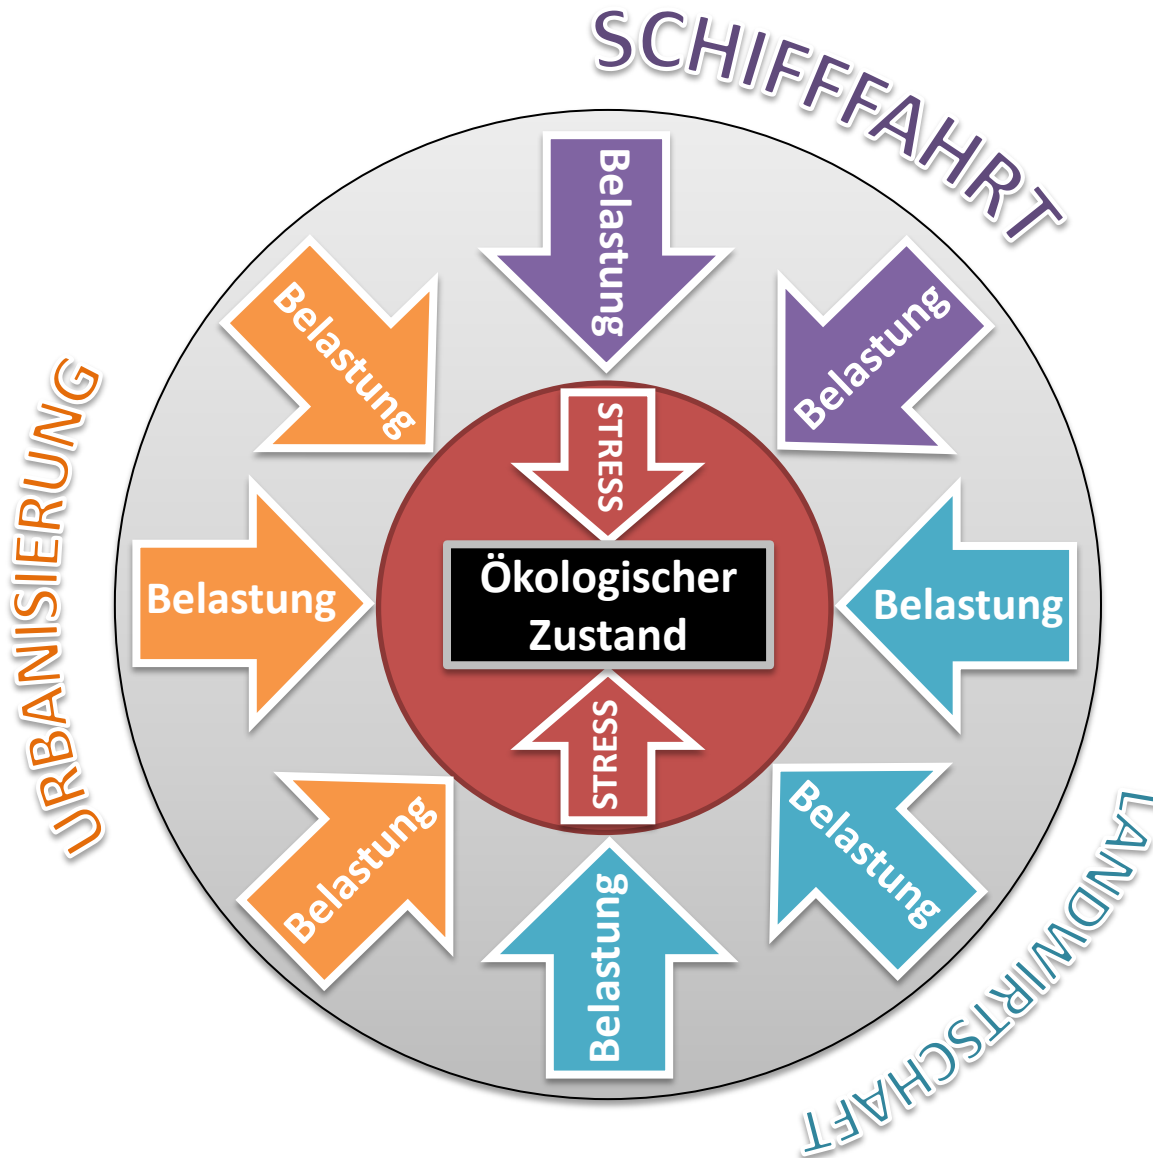 SCHIFFFAHRT
Belastung
Belastung
Belastung
URBANISIERUNG
STRESS
Belastung
Ökologischer
Zustand
Belastung
STRESS
Belastung
Belastung
Belastung
LANDWIRTSCHAFT